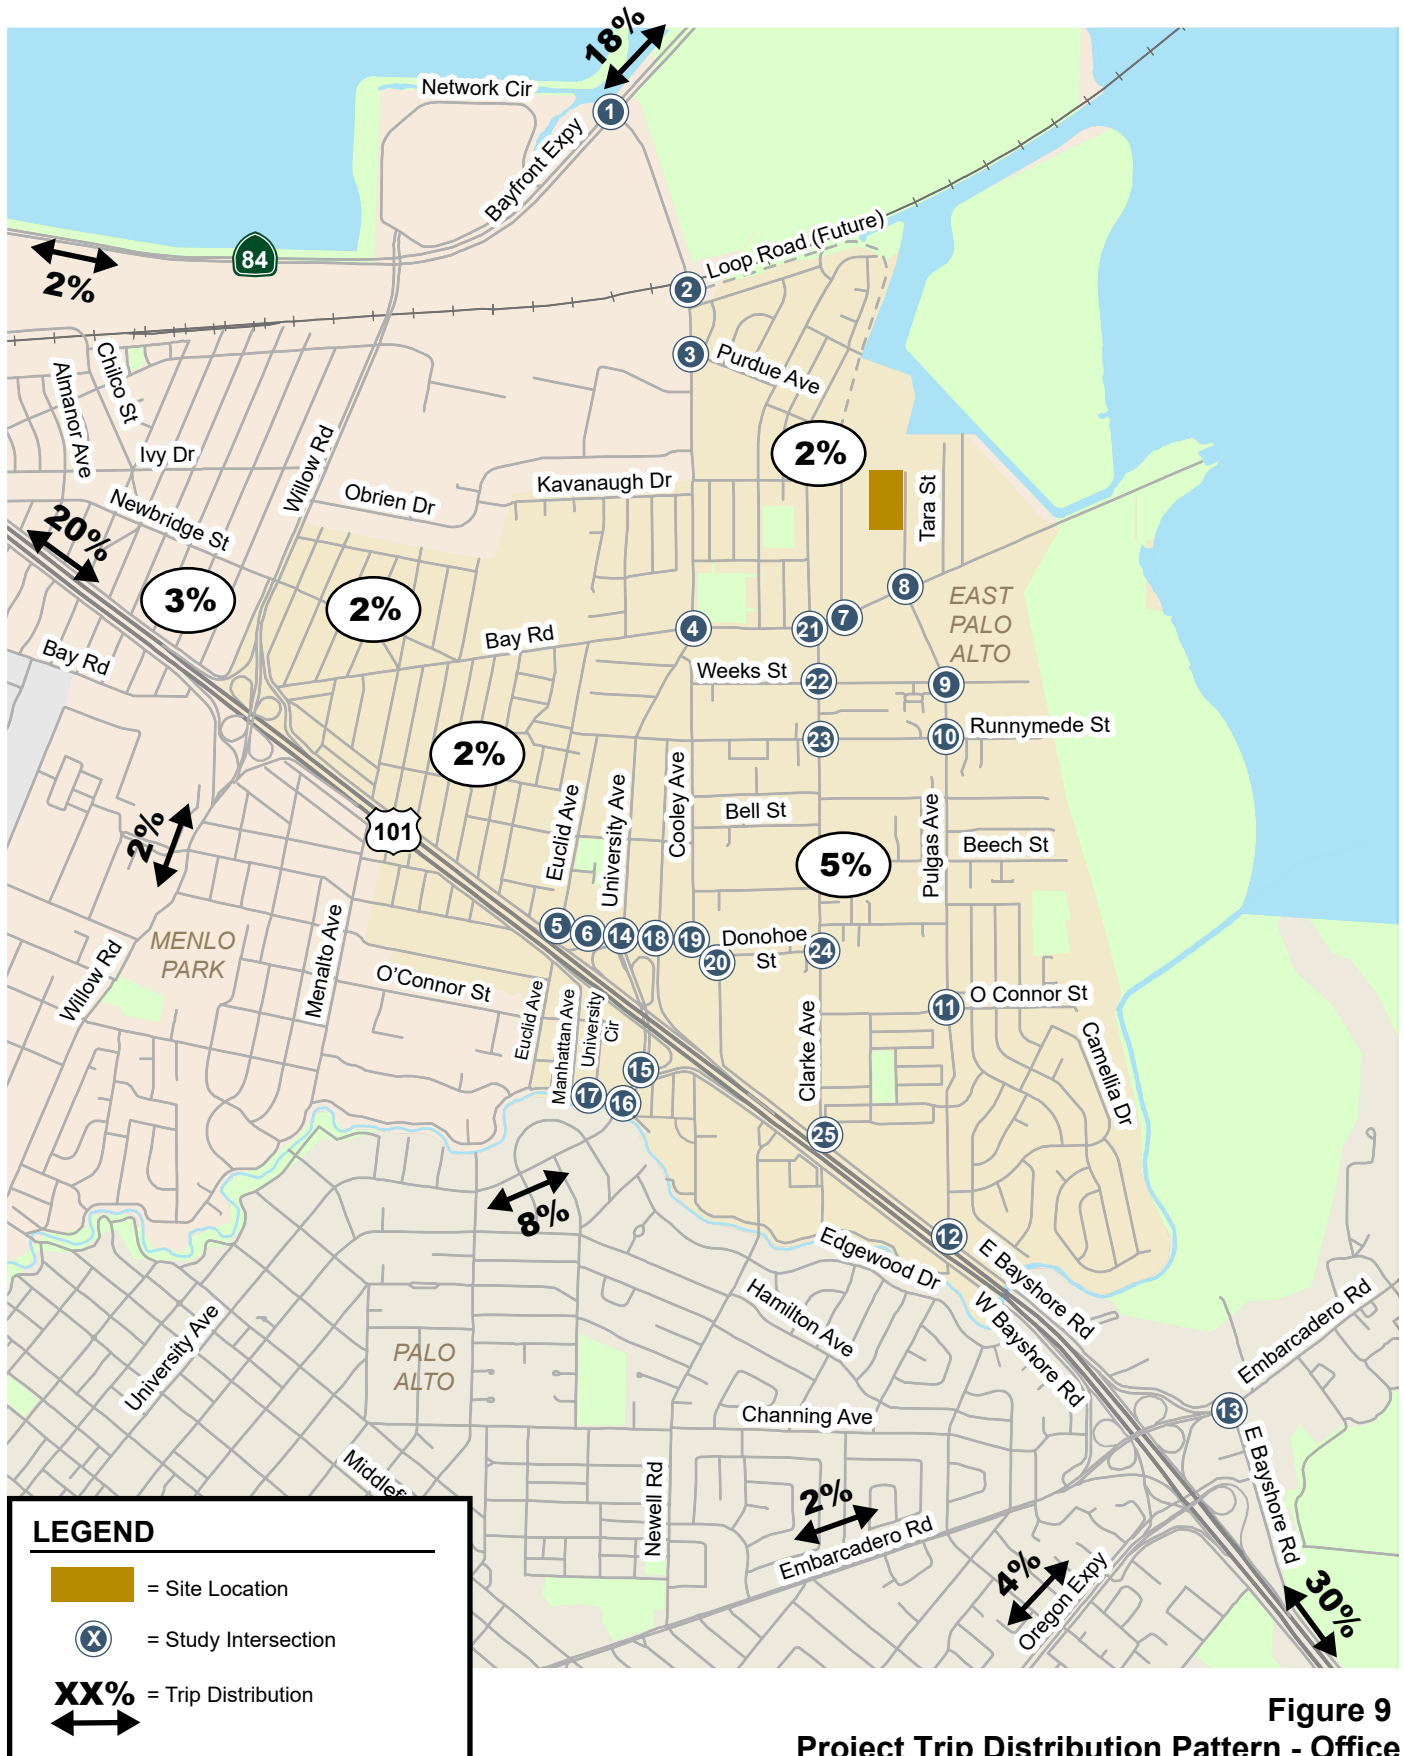 18%
Network Cir
1
Bayfront Expy
84
2%
Loop Road (Future)
2
3
Purdue Ave
Chilco St
Almanor Ave
Ivy Dr
Willow Rd
Newbridge St
Obrien Dr
Kavanaugh Dr
2%
Tara St
20%
3%
2%
8
7
21
4
EAST
PALO
ALTO
Bay Rd
Bay Rd
Weeks St
22
9
Runnymede St
23
10
2%
Euclid Ave
University Ave
Cooley Ave
Bell St
Pulgas Ave
Beech St
101
2%
5%
5
6
14
18
19
20
Donohoe
St
24
MENLO
PARK
Willow Rd
Menalto Ave
O'Connor St
Euclid Ave
Manhattan Ave
University
Cir
Clarke Ave
11
O Connor St
Camellia Dr
15
17
16
25
8%
12
Edgewood Dr
E Bayshore Rd
W Bayshore Rd
Hamilton Ave
University Ave
PALO
ALTO
Embarcadero Rd
13
Channing Ave
E Bayshore Rd
Middlef
Newell Rd
2%
Embarcadero Rd
4%
Oregon Expy
30%
LEGEND
= Site Location
X = Study Intersection
XX% = Trip Distribution
Figure 9
Project Trip Distribution Pattern - Office